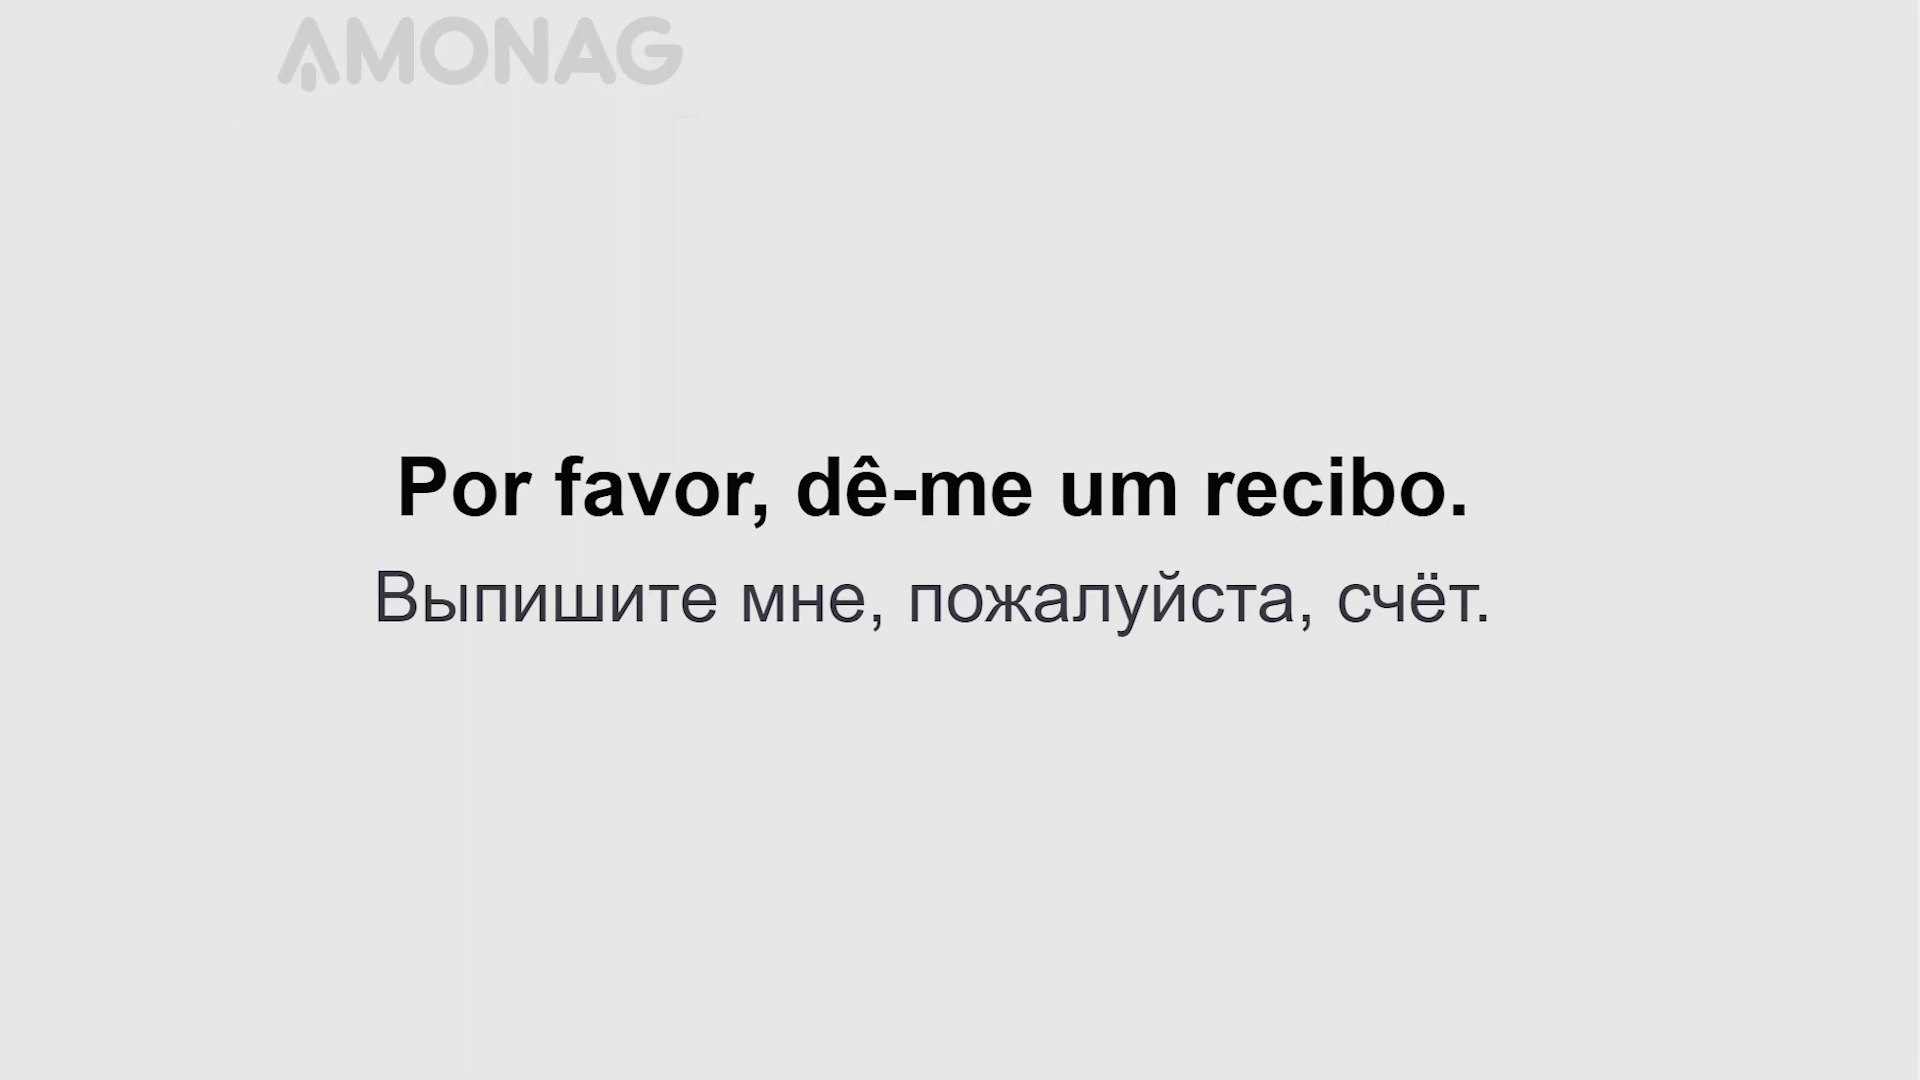 AMONAG
Por favor, dê-me um recibo.
Выпишите мне, пожалуйста, счёт.